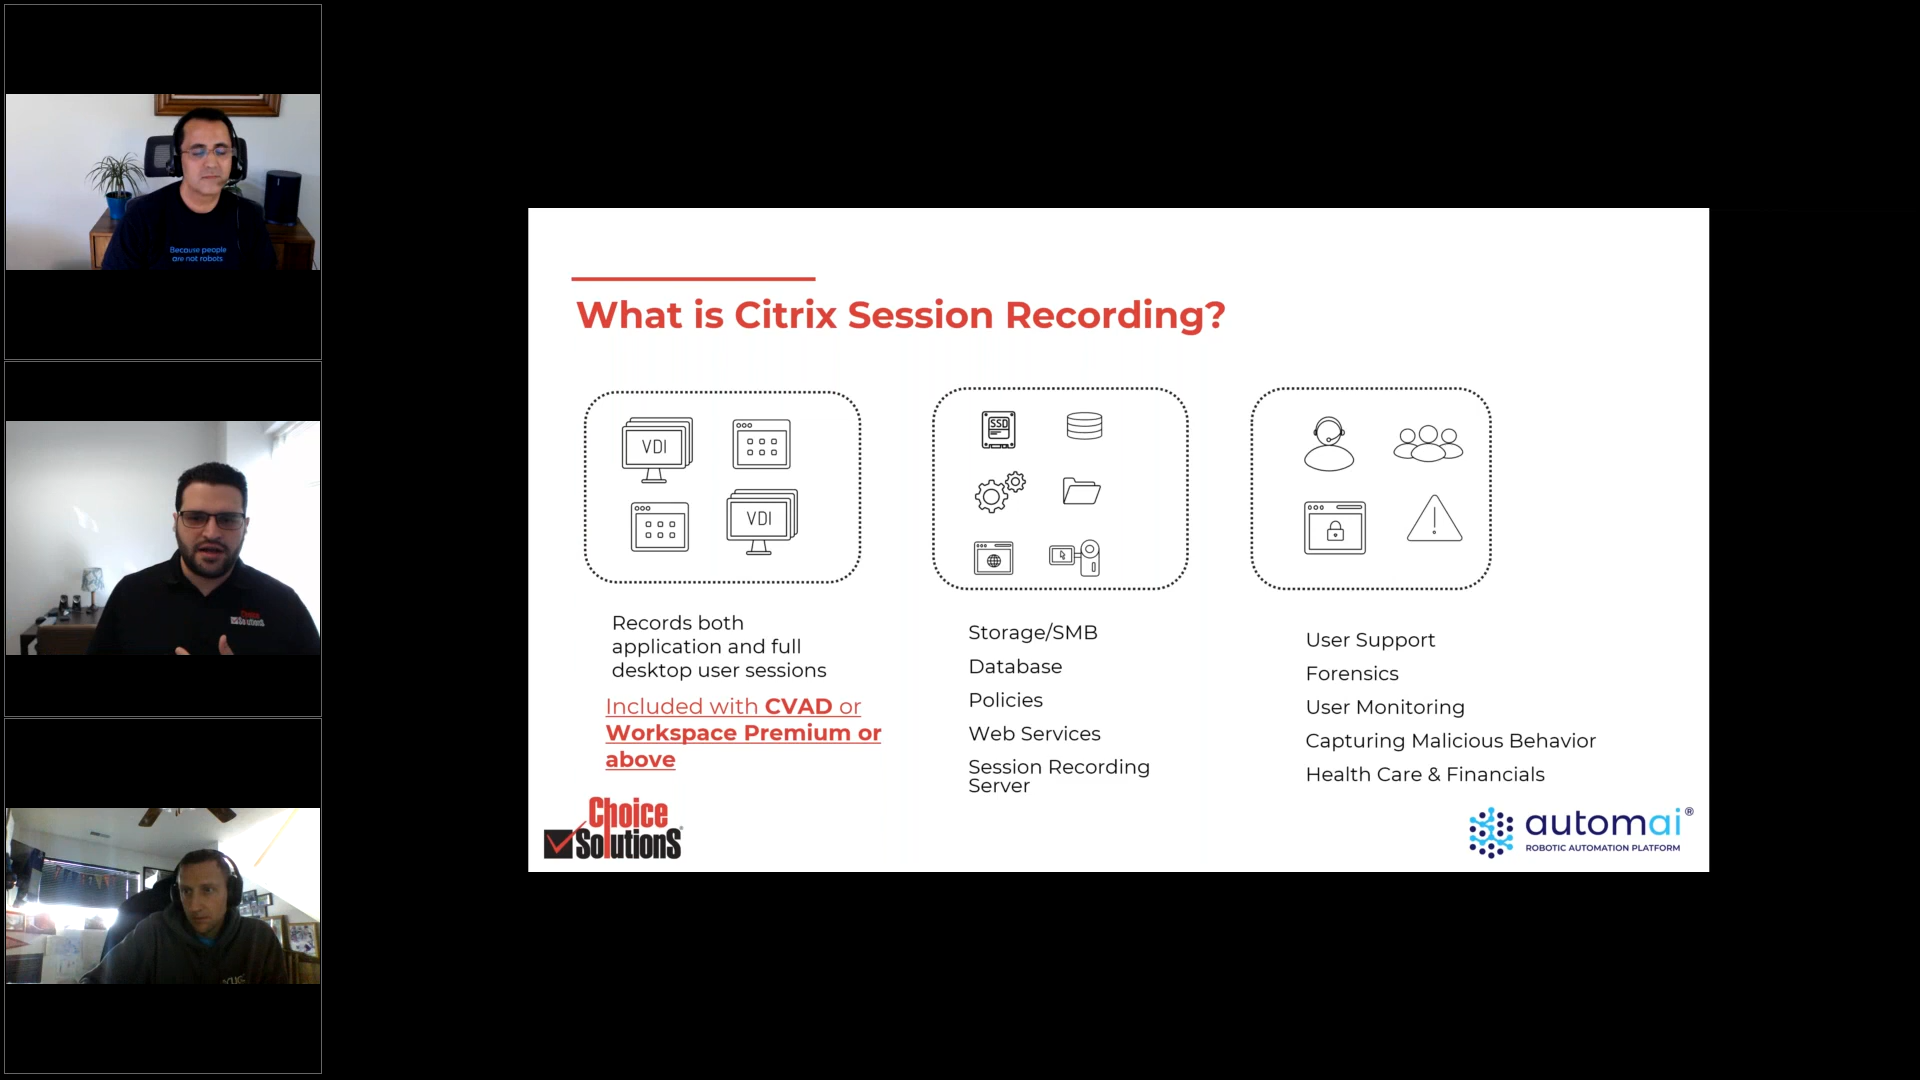 Because people
are not robots
Choice
Solutions
What is Citrix Session Recording?
VDI
VDI
SSD
Records both
application and full
desktop user sessions
Included with CVAD or
Workspace Premium or
above
Storage/SMB
Database
Policies
Web Services
Session Recording
Server
User Support
Forensics
User Monitoring
Capturing Malicious Behavior
Health Care & Financials
Choice
Solutions
automai®
ROBOTIC AUTOMATION PLATFORM